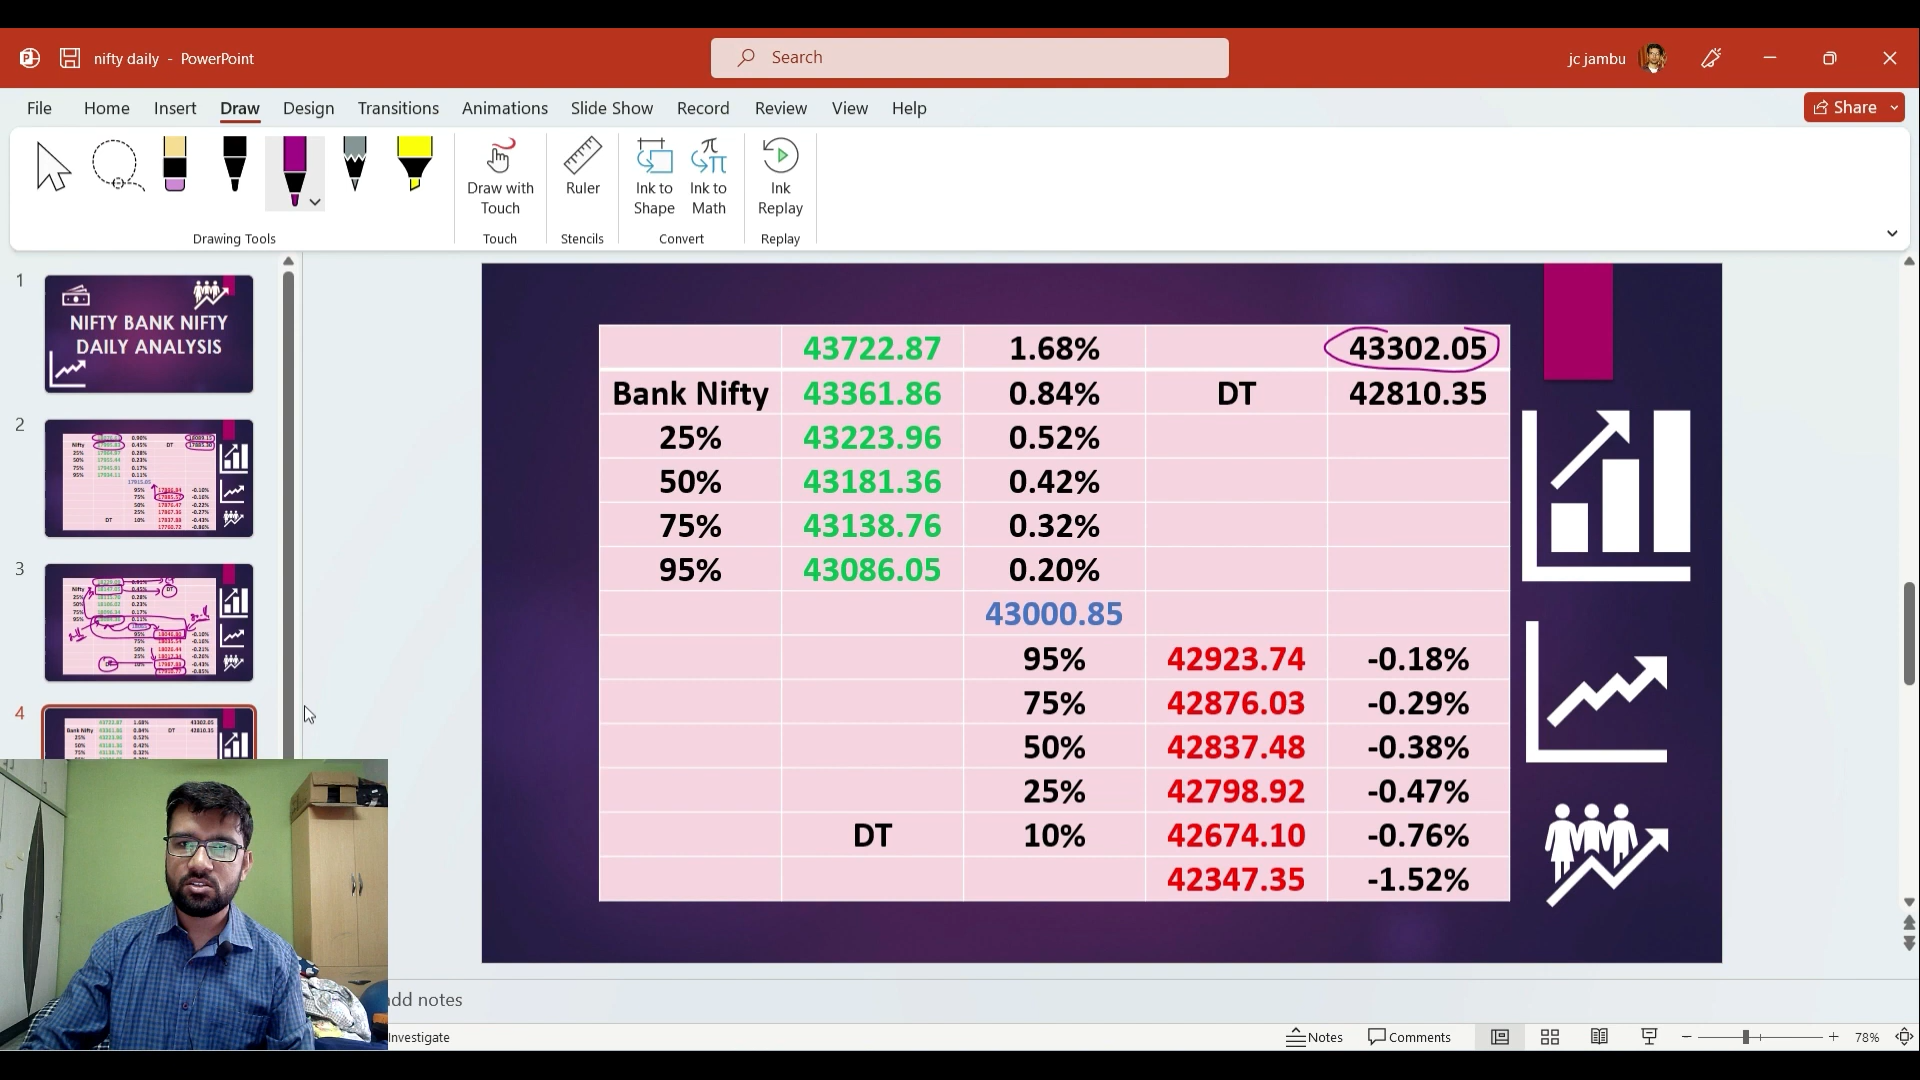 nifty daily - PowerPoint
Search
jc jambu
File Home Insert Draw Design Transitions Animations Slide Show Record Review View Help
Share
Draw with Touch
Ruler
Ink to Shape
Ink to Math
Ink Replay
Drawing Tools
Touch
Stencils
Convert
Replay
1
NIFTY BANK NIFTY
DAILY ANALYSIS
2
3
4
43722.87 1.68% 43302.05
Bank Nifty 43361.86 0.84% DT 42810.35
25% 43223.96 0.52%
50% 43181.36 0.42%
75% 43138.76 0.32%
95% 43086.05 0.20%
43000.85
95% 42923.74 -0.18%
75% 42876.03 -0.29%
50% 42837.48 -0.38%
25% 42798.92 -0.47%
DT 10% 42674.10 -0.76%
42347.35 -1.52%
dd notes
Investigate
Notes
Comments
78%